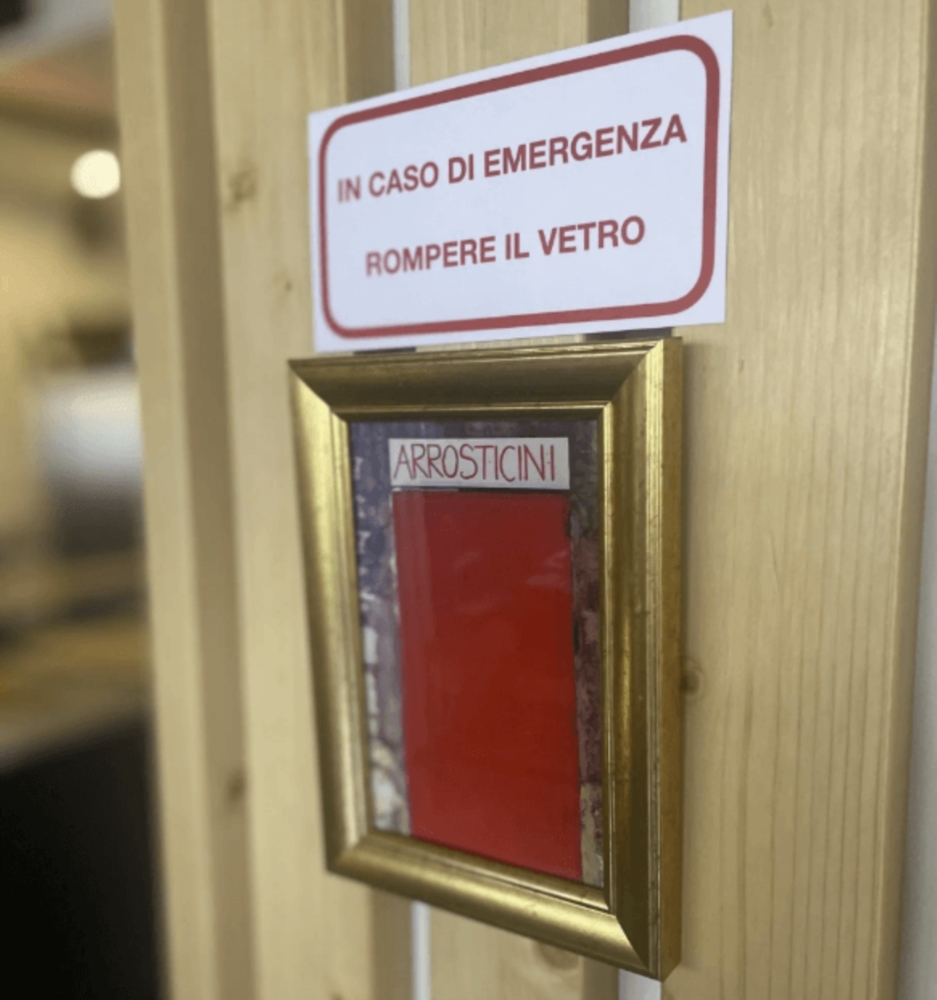 IN CASO DI EMERGENZA
ROMPERE IL VETRO
ARROSTICINI